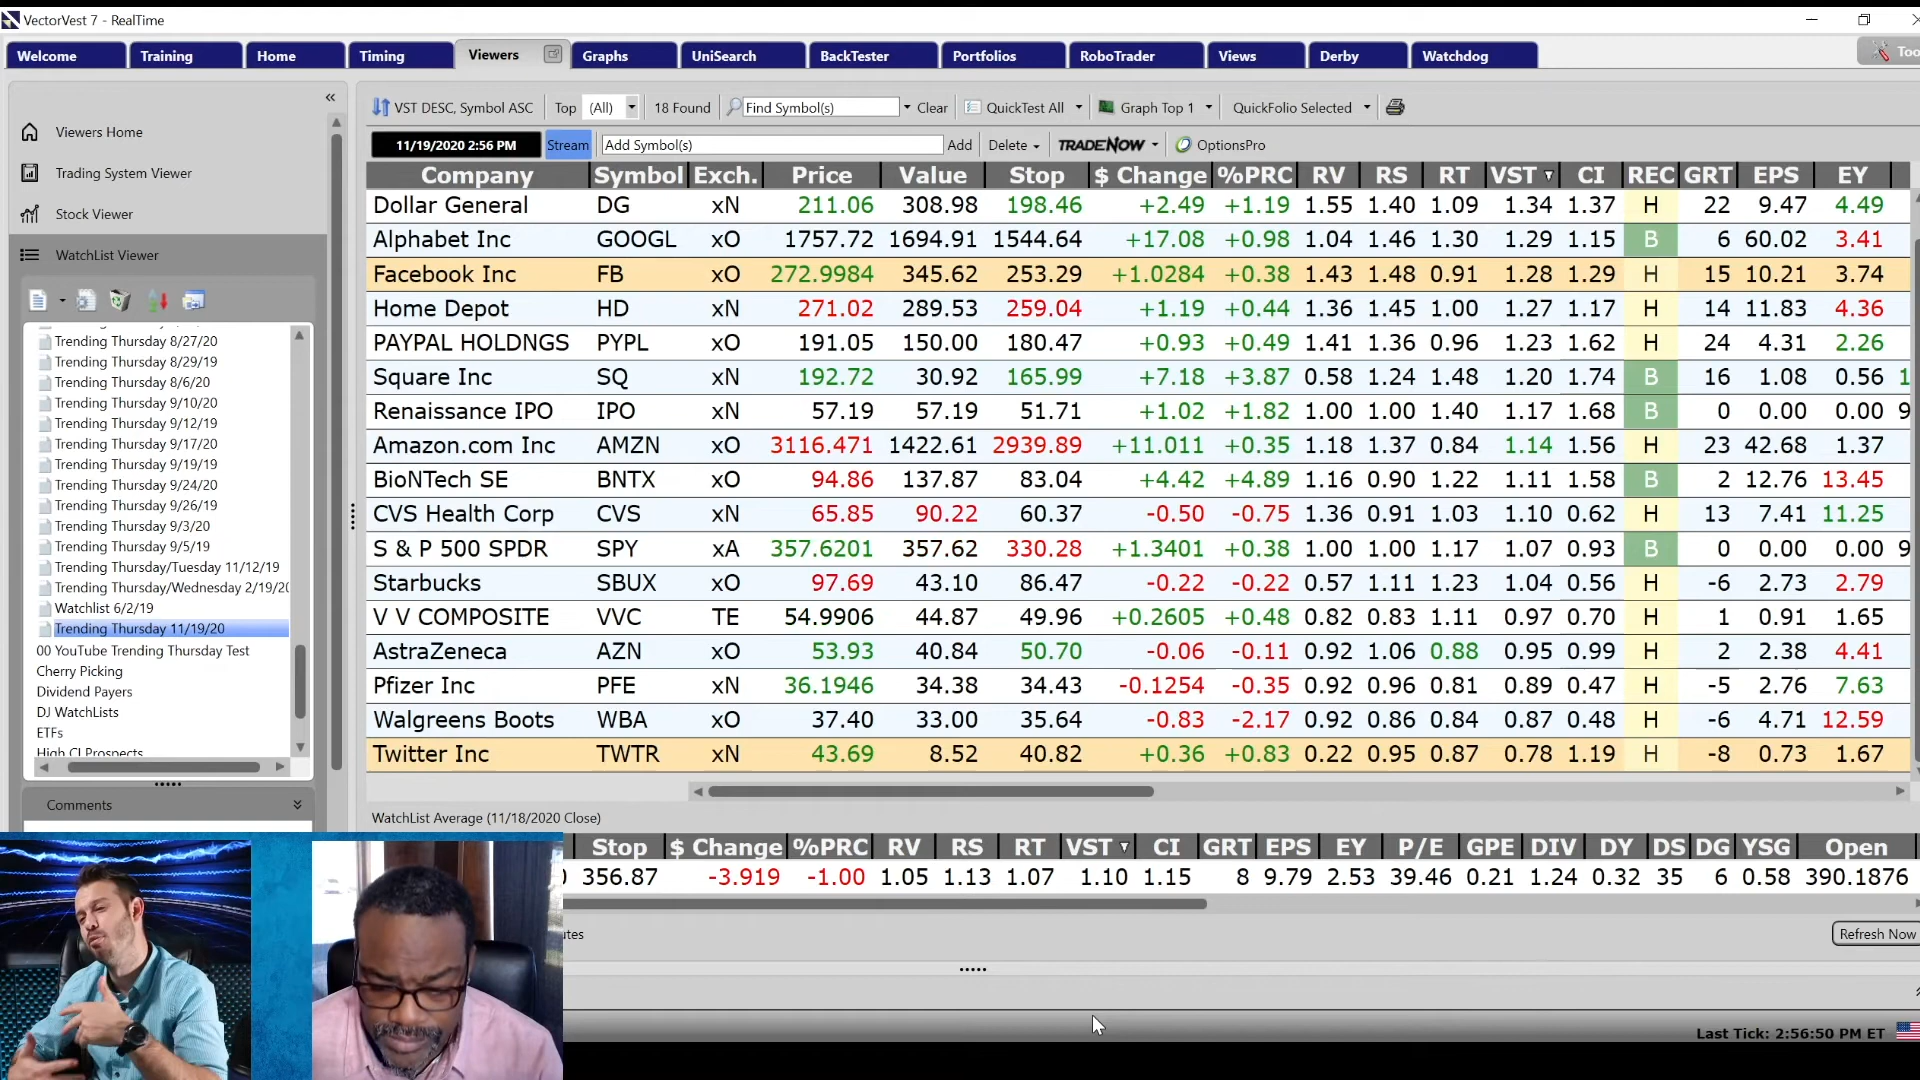 VectorVest 7 - RealTime
Welcome Training Home Timing Viewers Graphs UniSearch BackTester Portfolios RoboTrader Views Derby Watchdog
Viewers Home
Trading System Viewer
Stock Viewer
WatchList Viewer
Trending Thursday 8/27/20
Trending Thursday 8/29/19
Trending Thursday 8/6/20
Trending Thursday 9/10/20
Trending Thursday 9/12/19
Trending Thursday 9/17/20
Trending Thursday 9/19/19
Trending Thursday 9/24/20
Trending Thursday 9/26/19
Trending Thursday 9/3/20
Trending Thursday 9/5/19
Trending Thursday/Tuesday 11/12/19
Trending Thursday/Wednesday 2/19/20
Watchlist 6/2/19
Trending Thursday 11/19/20
00 YouTube Trending Thursday Test
Cherry Picking
Dividend Payers
DJ WatchLists
ETFs
High CI Prospects
Comments
VST DESC, Symbol ASC Top (All) 18 Found Find Symbol(s) Clear QuickTest All Graph Top 1 QuickFolio Selected
11/19/2020 2:56 PM Stream Add Symbol(s) Add Delete TRADENOW OptionsPro
Company Symbol Exch. Price Value Stop $ Change %PRC RV RS RT VST CI REC GRT EPS EY
Dollar General DG xN 211.06 308.98 198.46 +2.49 +1.19 1.55 1.40 1.09 1.34 1.37 H 22 9.47 4.49
Alphabet Inc GOOGL xO 1757.72 1694.91 1544.64 +17.08 +0.98 1.04 1.46 1.30 1.29 1.15 B 6 60.02 3.41
Facebook Inc FB xO 272.9984 345.62 253.29 +1.0284 +0.38 1.43 1.48 0.91 1.28 1.29 H 15 10.21 3.74
Home Depot HD xN 271.02 289.53 259.04 +1.19 +0.44 1.36 1.45 1.00 1.27 1.17 H 14 11.83 4.36
PAYPAL HOLDNGS PYPL xO 191.05 150.00 180.47 +0.93 +0.49 1.41 1.36 0.96 1.23 1.62 H 24 4.31 2.26
Square Inc SQ xN 192.72 30.92 165.99 +7.18 +3.87 0.58 1.24 1.48 1.20 1.74 B 16 1.08 0.56 1
Renaissance IPO IPO xN 57.19 57.19 51.71 +1.02 +1.82 1.00 1.00 1.40 1.17 1.68 B 0 0.00 0.00 9
Amazon.com Inc AMZN xO 3116.471 1422.61 2939.89 +11.011 +0.35 1.18 1.37 0.84 1.14 1.56 H 23 42.68 1.37
BioNTech SE BNTX xO 94.86 137.87 83.04 +4.42 +4.89 1.16 0.90 1.22 1.11 1.58 B 2 12.76 13.45
CVS Health Corp CVS xN 65.85 90.22 60.37 -0.50 -0.75 1.36 0.91 1.03 1.10 0.62 H 13 7.41 11.25
S & P 500 SPDR SPY xA 357.6201 357.62 330.28 +1.3401 +0.38 1.00 1.00 1.17 1.07 0.93 B 0 0.00 0.00 9
Starbucks SBUX xO 97.69 43.10 86.47 -0.22 -0.22 0.57 1.11 1.23 1.04 0.56 H -6 2.73 2.79
V V COMPOSITE VVC TE 54.9906 44.87 49.96 +0.2605 +0.48 0.82 0.83 1.11 0.97 0.70 H 1 0.91 1.65
AstraZeneca AZN xO 53.93 40.84 50.70 -0.06 -0.11 0.92 1.06 0.88 0.95 0.99 H 2 2.38 4.41
Pfizer Inc PFE xN 36.1946 34.38 34.43 -0.1254 -0.35 0.92 0.96 0.81 0.89 0.47 H -5 2.76 7.63
Walgreens Boots WBA xO 37.40 33.00 35.64 -0.83 -2.17 0.92 0.86 0.84 0.87 0.48 H -6 4.71 12.59
Twitter Inc TWTR xN 43.69 8.52 40.82 +0.36 +0.83 0.22 0.95 0.87 0.78 1.19 H -8 0.73 1.67
WatchList Average (11/18/2020 Close)
Stop $ Change %PRC RV RS RT VST CI GRT EPS EY P/E GPE DIV DY DS DG YSG Open
356.87 -3.919 -1.00 1.05 1.13 1.07 1.10 1.15 8 9.79 2.53 39.46 0.21 1.24 0.32 35 6 0.58 390.1876
Refresh Now
Last Tick: 2:56:50 PM ET